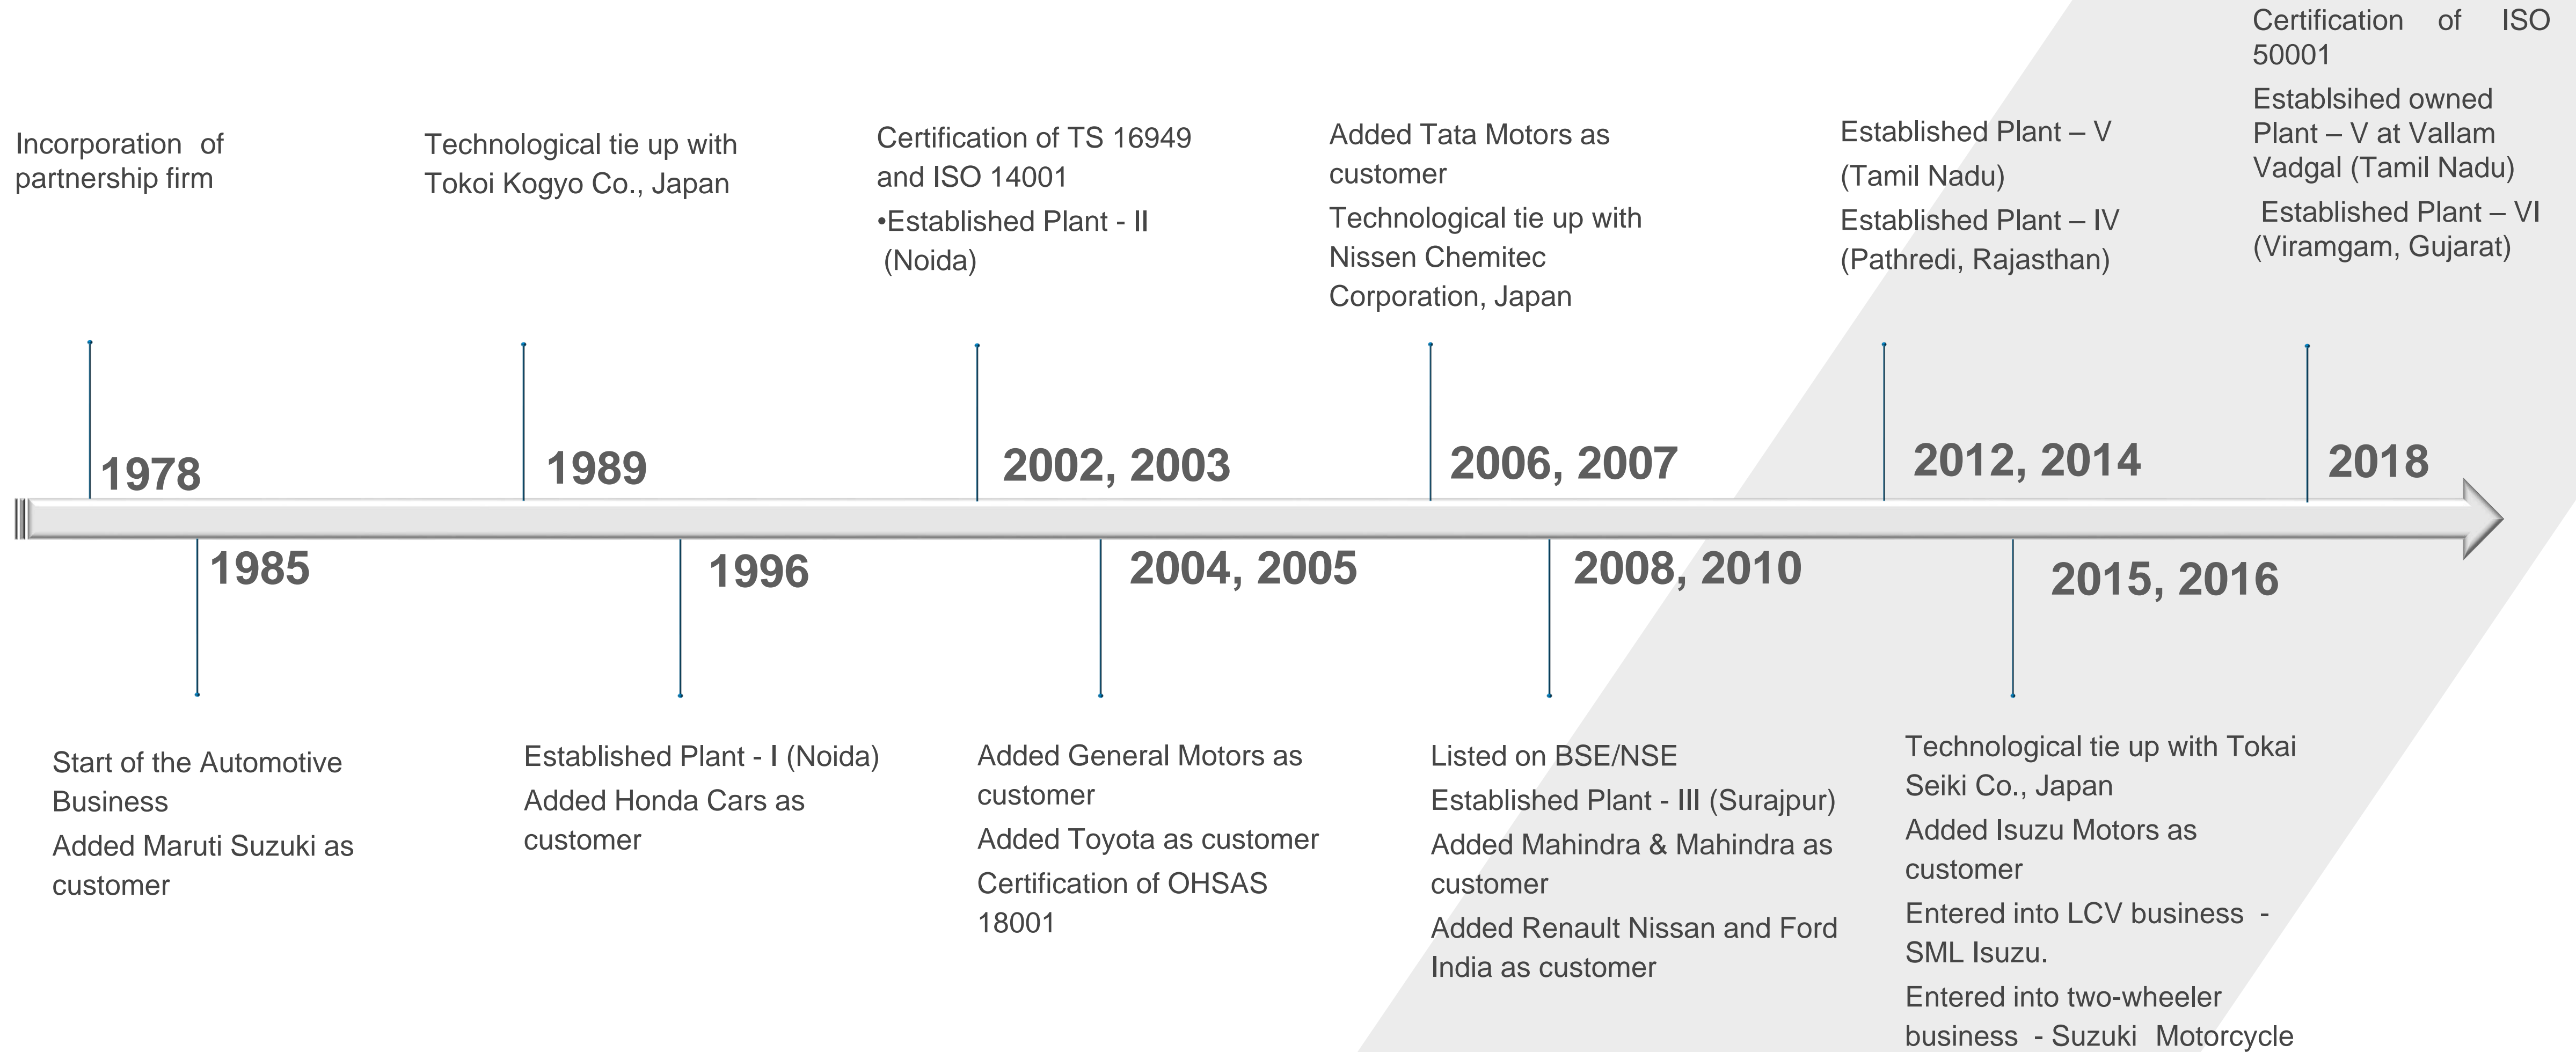 Incorporation of
partnership firm
1978
Start of the Automotive
Business
Added Maruti Suzuki as
customer
1985
Technological tie up with
Tokoi Kogyo Co., Japan
1989
Established Plant - I (Noida)
Added Honda Cars as
customer
1996
Certification of TS 16949
and ISO 14001
•Established Plant - II
(Noida)
2002, 2003
Added General Motors as
customer
Added Toyota as customer
Certification of OHSAS
18001
2004, 2005
Added Tata Motors as
customer
Technological tie up with
Nissen Chemitec
Corporation, Japan
2006, 2007
Listed on BSE/NSE
Established Plant - III (Surajpur)
Added Mahindra & Mahindra as
customer
Added Renault Nissan and Ford
India as customer
2008, 2010
Established Plant – V
(Tamil Nadu)
Established Plant – IV
(Pathredi, Rajasthan)
2012, 2014
Technological tie up with Tokai
Seiki Co., Japan
Added Isuzu Motors as
customer
Entered into LCV business -
SML Isuzu.
Entered into two-wheeler
business - Suzuki Motorcycle
2015, 2016
Certification of ISO
50001
Establsihed owned
Plant – V at Vallam
Vadgal (Tamil Nadu)
Established Plant – VI
(Viramgam, Gujarat)
2018